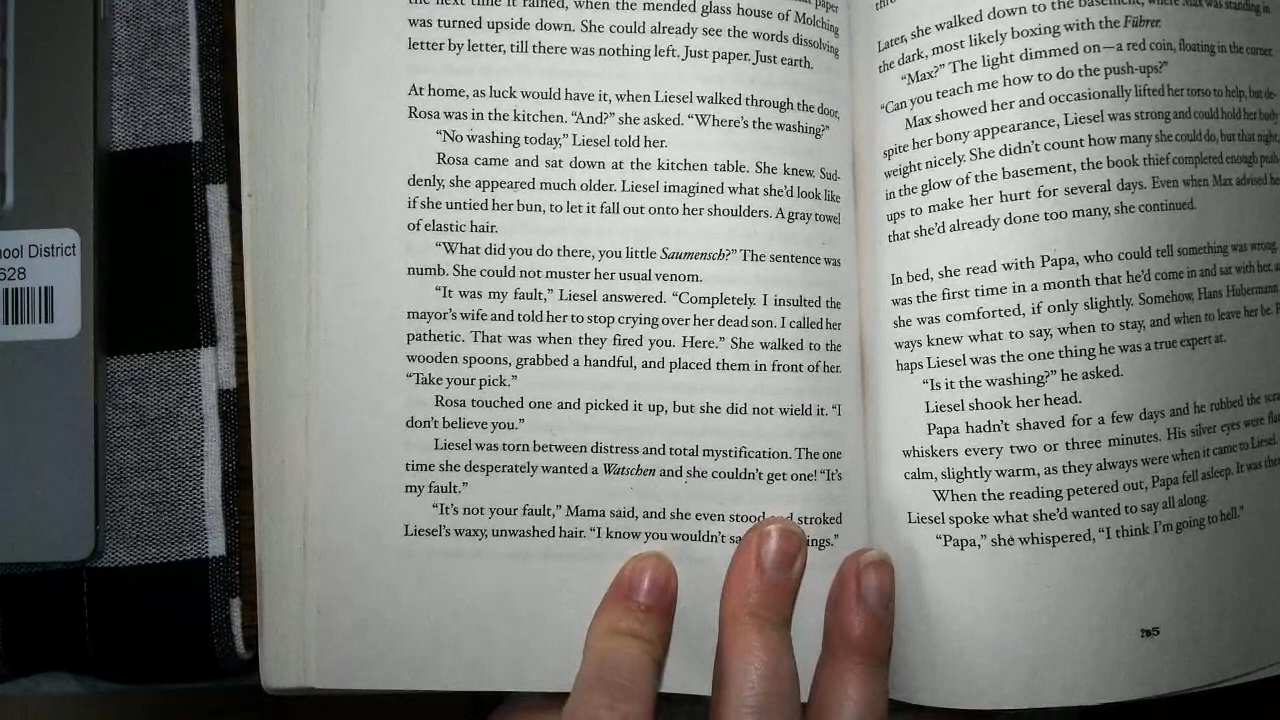 hool District
628
the next time it rained, when the mended glass house of Molching
was turned upside down. She could already see the words dissolving
letter by letter, till there was nothing left. Just paper. Just earth.
At home, as luck would have it, when Liesel walked through the door,
Rosa was in the kitchen. “And?” she asked. “Where’s the washing?”
“No washing today,” Liesel told her.
Rosa came and sat down at the kitchen table. She knew. Sud-
denly, she appeared much older. Liesel imagined what she’d look like
if she untied her bun, to let it fall out onto her shoulders. A gray towel
of elastic hair.
“What did you do there, you little Saumensch?” The sentence was
numb. She could not muster her usual venom.
“It was my fault,” Liesel answered. “Completely. I insulted the
mayor’s wife and told her to stop crying over her dead son. I called her
pathetic. That was when they fired you. Here.” She walked to the
wooden spoons, grabbed a handful, and placed them in front of her.
“Take your pick.”
Rosa touched one and picked it up, but she did not wield it. “I
don’t believe you.”
Liesel was torn between distress and total mystification. The one
time she desperately wanted a Watschen and she couldn’t get one! “It’s
my fault.”
“It’s not your fault,” Mama said, and she even stood stroked
Liesel’s waxy, unwashed hair. “I know you wouldn’t
Later, she walked down to the basement, where Max was standing in
the dark, most likely boxing with the Führer.
“Max?” The light dimmed on—a red coin, floating in the corner.
“Can you teach me how to do the push-ups?”
Max showed her and occasionally lifted her torso to help, but de-
spite her bony appearance, Liesel was strong and could hold her body
weight nicely. She didn’t count how many she could do, but that night,
in the glow of the basement, the book thief completed enough push-
ups to make her hurt for several days. Even when Max advised her
that she’d already done too many, she continued.
In bed, she read with Papa, who could tell something was wrong.
was the first time in a month that he’d come in and sat with her, a
she was comforted, if only slightly. Somehow, Hans Hubermann
ways knew what to say, when to stay, and when to leave her be.
haps Liesel was the one thing he was a true expert at.
“Is it the washing?” he asked.
Liesel shook her head.
Papa hadn’t shaved for a few days and he rubbed the
whiskers every two or three minutes. His silver eyes were
calm, slightly warm, as they always were when it came to Liesel.
When the reading petered out, Papa fell asleep. It was then
Liesel spoke what she’d wanted to say all along.
“Papa,” she whispered, “I think I’m going to hell.”
265